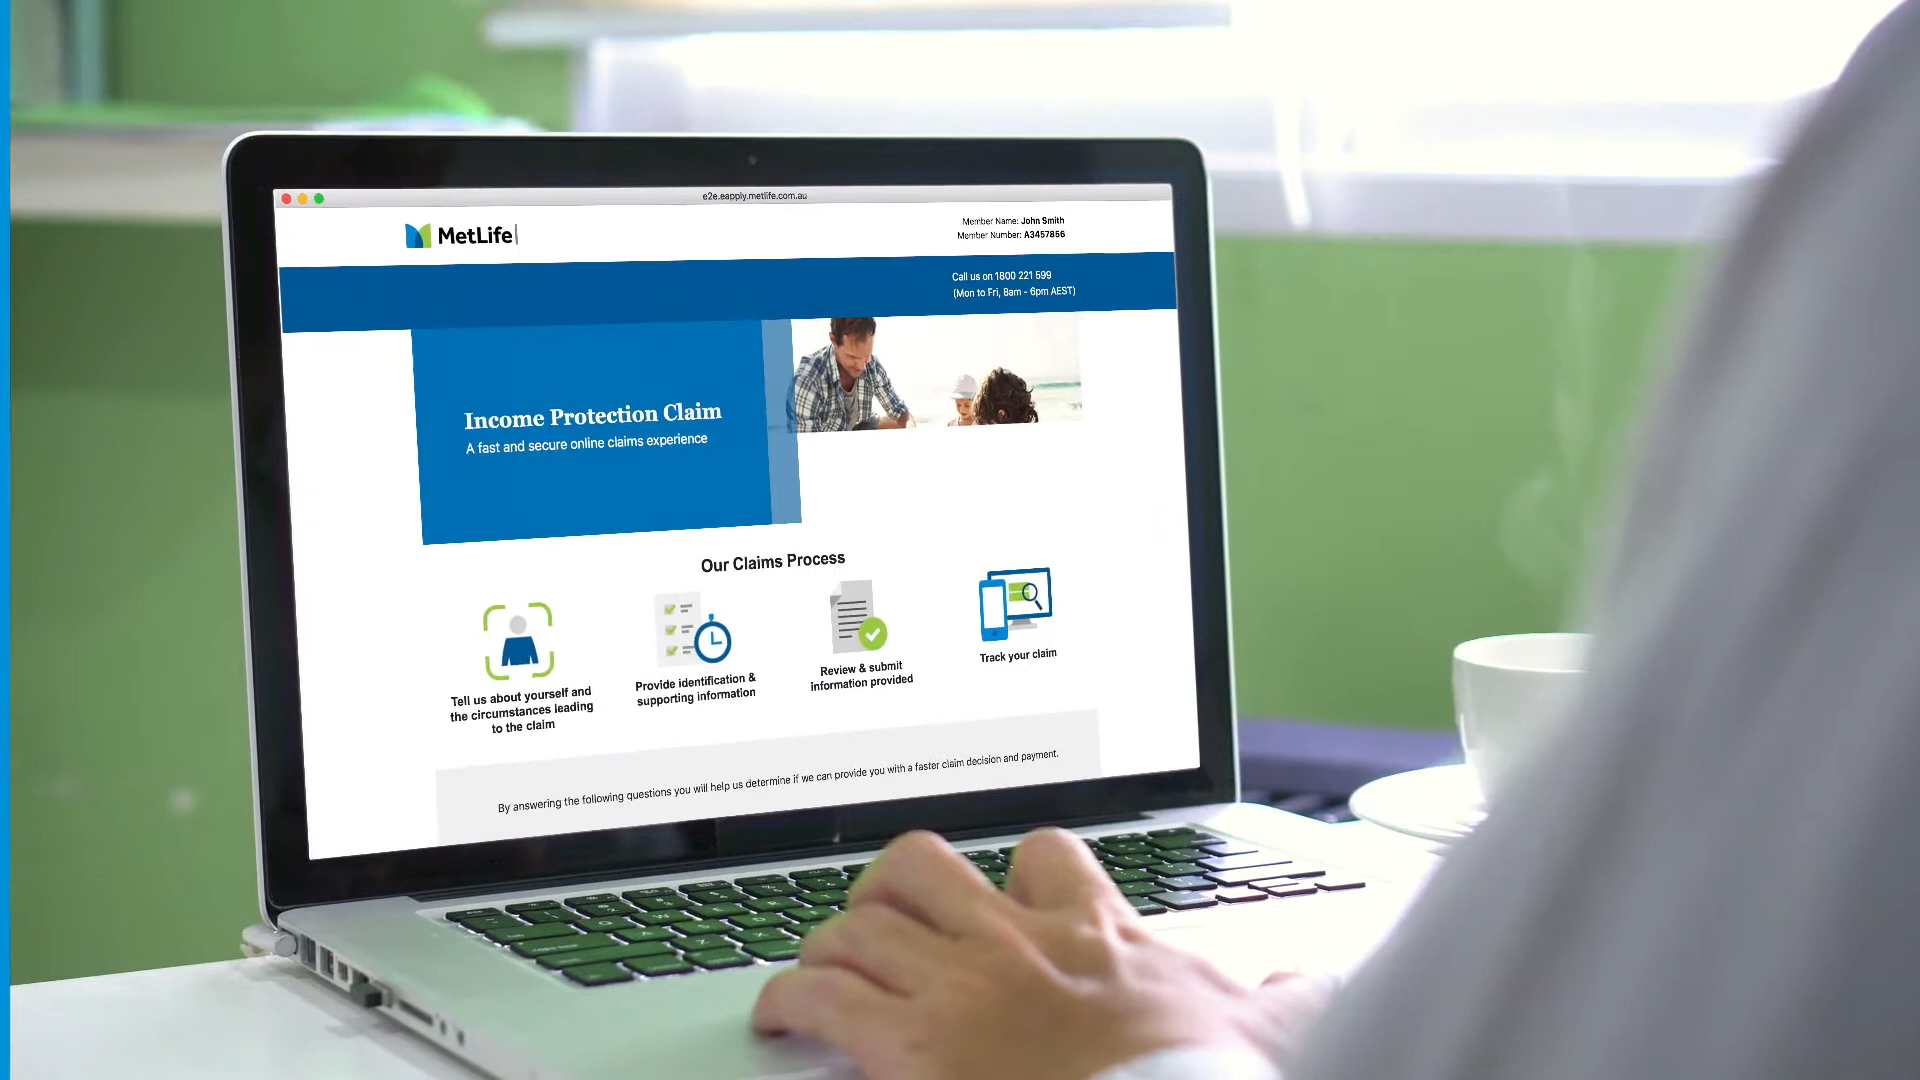 e2e.eapply.metlife.com.au
MetLife
Member Name: John Smith
Member Number: A3457856
Call us on 1800 221 599
(Mon to Fri, 8am - 6pm AEST)
Income Protection Claim
A fast and secure online claims experience
Our Claims Process
Tell us about yourself and
the circumstances leading
to the claim
Provide identification &
supporting information
Review & submit
information provided
Track your claim
By answering the following questions you will help us determine if we can provide you with a faster claim decision and payment.